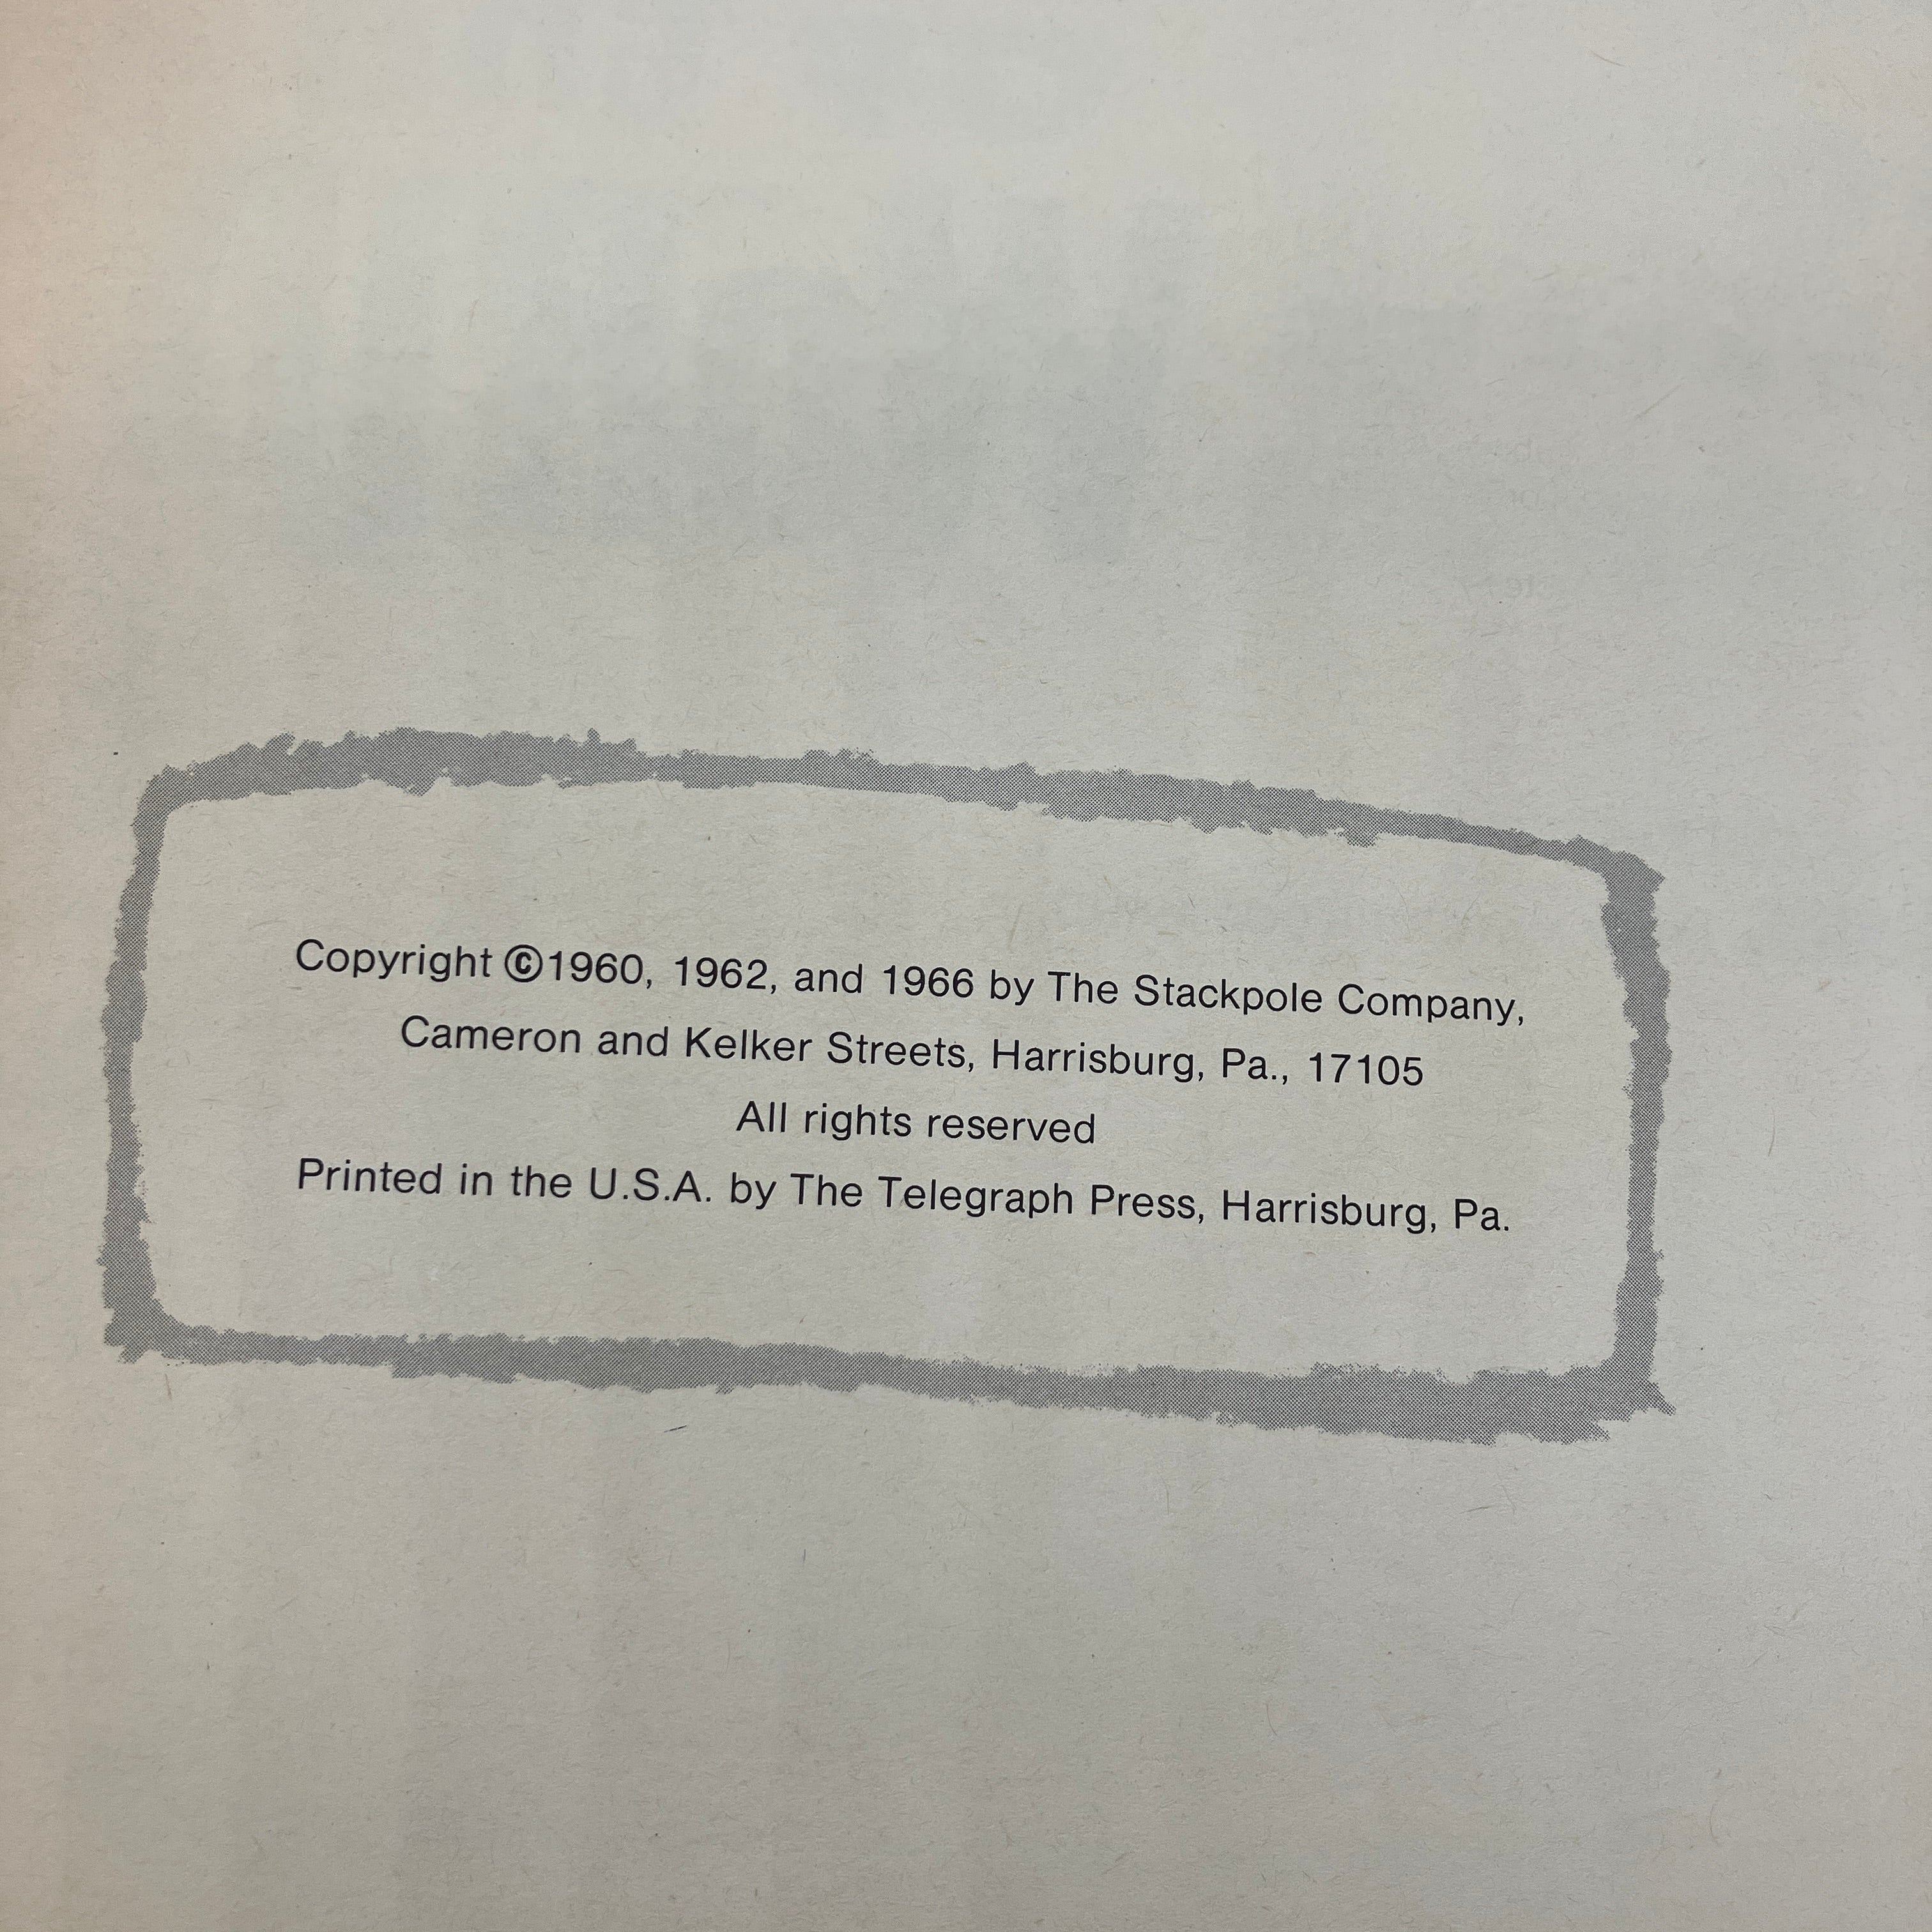 Copyright ©1960, 1962, and 1966 by The Stackpole Company,
Cameron and Kelker Streets, Harrisburg, Pa., 17105
All rights reserved
Printed in the U.S.A. by The Telegraph Press, Harrisburg, Pa.